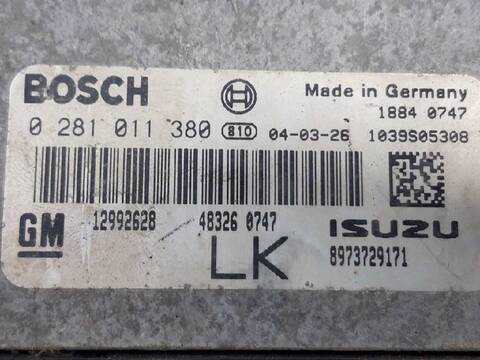 BOSCH
Made in Germany
1884 0747
0 281 011 380 810 04-03-26 1039S05308
GM 12992628 48326 0747 ISUZU
LK 8973729171